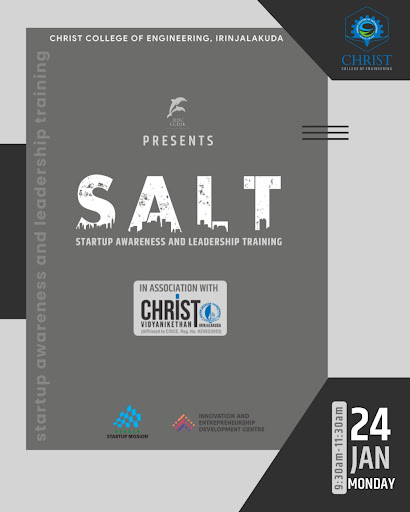 CHRIST COLLEGE OF ENGINEERING, IRINJALAKUDA
CHRIST
COLLEGE OF ENGINEERING
startup awareness and leadership training
PRESENTS
SALT
STARTUP AWARENESS AND LEADERSHIP TRAINING
IN ASSOCIATION WITH
CHRIST
VIDYANIKETHAN
IRINJALAKUDA
STARTUP MISSION
INNOVATION AND
ENTREPRENEURSHIP
DEVELOPMENT CENTRE
9:30am-11:30am
24
JAN
MONDAY